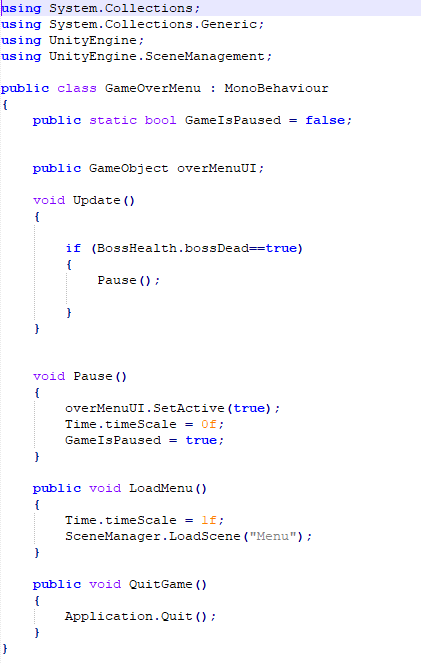 using System.Collections;
using System.Collections.Generic;
using UnityEngine;
using UnityEngine.SceneManagement;
public class GameOverMenu : MonoBehaviour
{
public static bool GameIsPaused = false;
public GameObject overMenuUI;
void Update()
{
if (BossHealth.bossDead==true)
{
Pause();
}
}
void Pause()
{
overMenuUI.SetActive(true);
Time.timeScale = 0f;
GameIsPaused = true;
}
public void LoadMenu()
{
Time.timeScale = 1f;
SceneManager.LoadScene("Menu");
}
public void QuitGame()
{
Application.Quit();
}
}